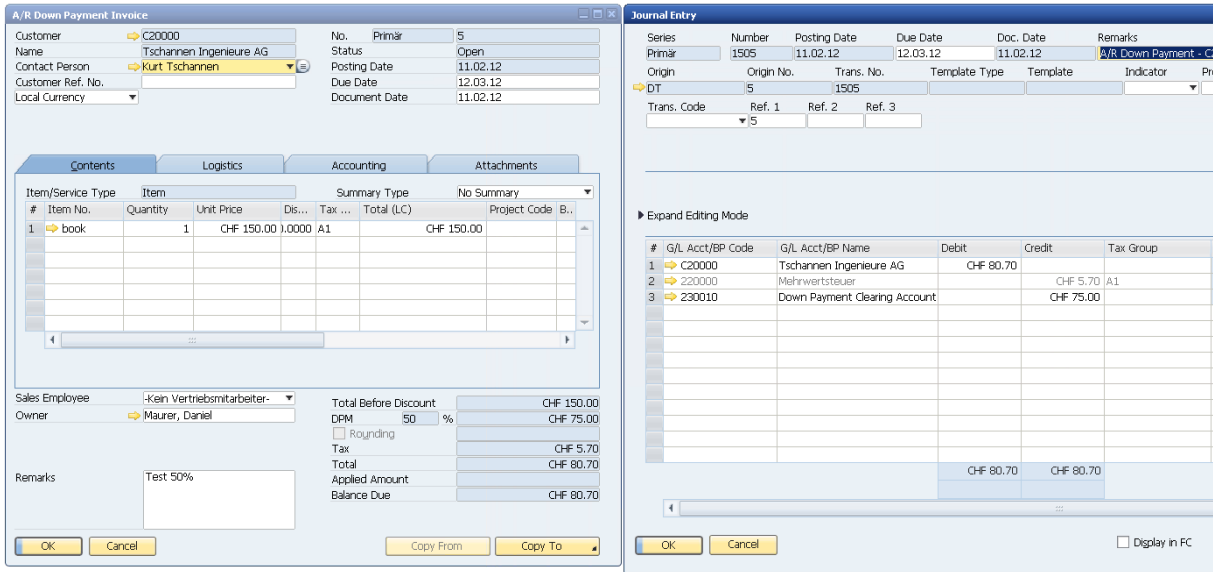 A/R Down Payment Invoice
Customer C20000 No. Primär 5
Name Tschannen Ingenieure AG Status Open
Contact Person Kurt Tschannen Posting Date 11.02.12
Customer Ref. No. Due Date 12.03.12
Local Currency Document Date 11.02.12
Contents Logistics Accounting Attachments
Item/Service Type Item Summary Type No Summary
# Item No. Quantity Unit Price Dis... Tax ... Total (LC) Project Code B..
1 book 1 CHF 150.00 0.0000 A1 CHF 150.00
Sales Employee -Kein Vertriebsmitarbeiter- Total Before Discount CHF 150.00
Owner Maurer, Daniel DPM 50 % CHF 75.00
Rounding
Tax CHF 5.70
Total CHF 80.70
Remarks Test 50% Applied Amount
Balance Due CHF 80.70
OK Cancel Copy From Copy To
Journal Entry
Series Number Posting Date Due Date Doc. Date Remarks
Primär 1505 11.02.12 12.03.12 11.02.12 A/R Down Payment - C
Origin Origin No. Trans. No. Template Type Template Indicator Pr
DT 5 1505
Trans. Code Ref. 1 Ref. 2 Ref. 3
5
Expand Editing Mode
# G/L Acct/BP Code G/L Acct/BP Name Debit Credit Tax Group
1 C20000 Tschannen Ingenieure AG CHF 80.70
2 220000 Mehrwertsteuer CHF 5.70 A1
3 230010 Down Payment Clearing Account CHF 75.00
CHF 80.70 CHF 80.70
OK Cancel Display in FC